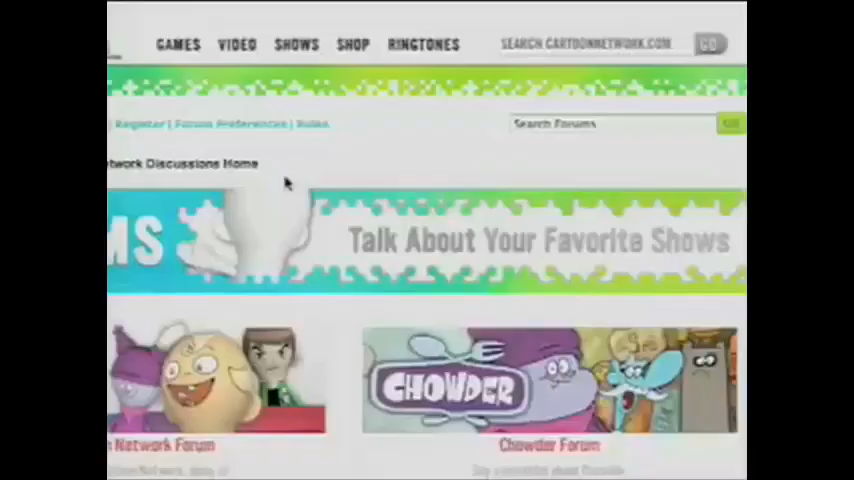 GAMES VIDEO SHOWS SHOP RINGTONES SEARCH CARTOONNETWORK.COM GO
| Register | Forum Preferences | Rules Search Forums GO
twork Discussions Home
MS Talk About Your Favorite Shows
CHOWDER
Network Forum Chowder Forum